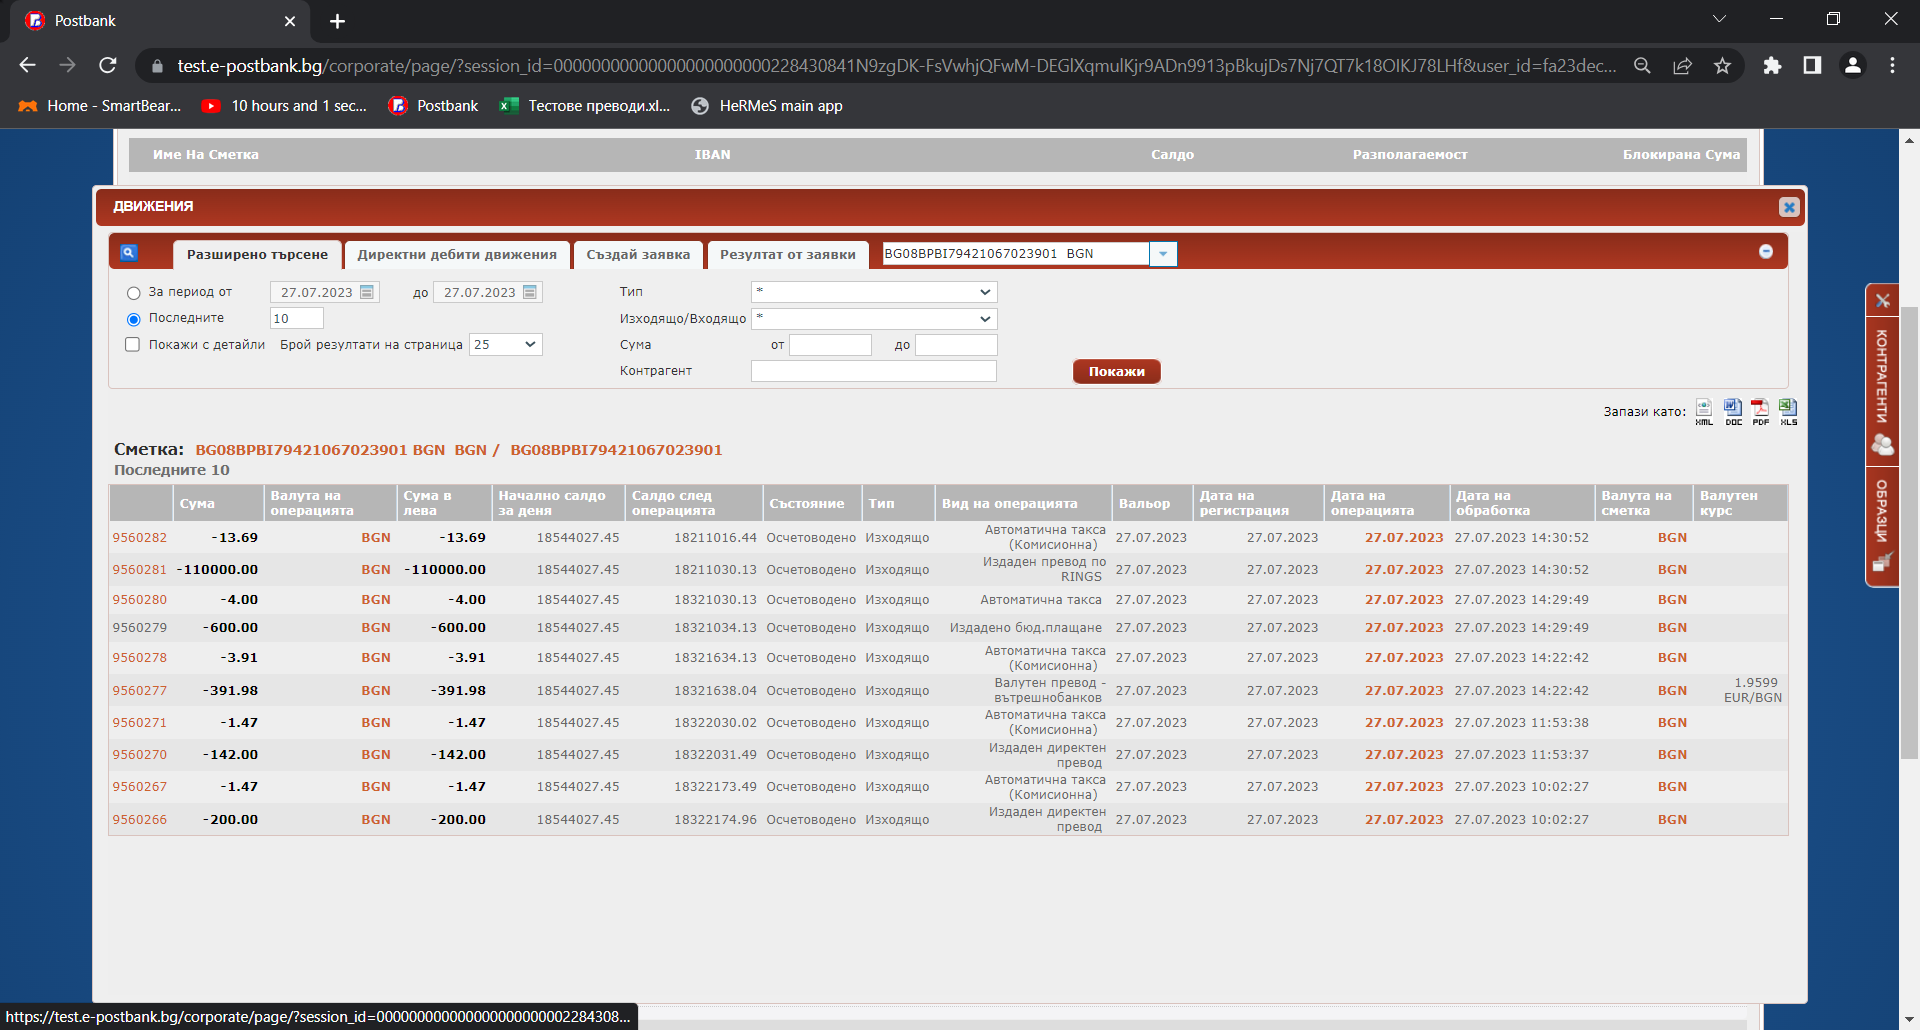 Postbank
test.e-postbank.bg/corporate/page/?session_id=
Home - SmartBear...
10 hours and 1 sec...
Postbank
Тестове преводи.xl...
HeRMeS main app
Име На Сметка IBAN Салдо Разполагаемост Блокирана Сума
ДВИЖЕНИЯ
Разширено търсене Директни дебити движения Създай заявка Резултат от заявки BG08BPBI79421067023901 BGN
За период от 27.07.2023 до 27.07.2023 Тип *
Последните 10 Изходящо/Входящо *
Покажи с детайли Брой резултати на страница 25 Сума от до
Контрагент Покажи
КОНТРАГЕНТИ
ОБРАЗЦИ
Запази като: XML DOC PDF XLS
Сметка: BG08BPBI79421067023901 BGN BGN / BG08BPBI79421067023901
Последните 10
Сума Валута на операцията Сума в лева Начално салдо за деня Салдо след операцията Състояние Тип Вид на операцията Вальор Дата на регистрация Дата на операцията Дата на обработка Валута на сметка Валутен курс
9560282 -13.69 BGN -13.69 18544027.45 18211016.44 Осчетоводено Изходящо Автоматична такса (Комисионна) 27.07.2023 27.07.2023 27.07.2023 27.07.2023 14:30:52 BGN
9560281 -110000.00 BGN -110000.00 18544027.45 18211030.13 Осчетоводено Изходящо Издаден превод по RINGS 27.07.2023 27.07.2023 27.07.2023 27.07.2023 14:30:52 BGN
9560280 -4.00 BGN -4.00 18544027.45 18321030.13 Осчетоводено Изходящо Автоматична такса 27.07.2023 27.07.2023 27.07.2023 27.07.2023 14:29:49 BGN
9560279 -600.00 BGN -600.00 18544027.45 18321034.13 Осчетоводено Изходящо Издадено бюд.плащане 27.07.2023 27.07.2023 27.07.2023 27.07.2023 14:29:49 BGN
9560278 -3.91 BGN -3.91 18544027.45 18321634.13 Осчетоводено Изходящо Автоматична такса (Комисионна) 27.07.2023 27.07.2023 27.07.2023 27.07.2023 14:22:42 BGN
9560277 -391.98 BGN -391.98 18544027.45 18321638.04 Осчетоводено Изходящо Валутен превод - вътрешнобанков 27.07.2023 27.07.2023 27.07.2023 27.07.2023 14:22:42 BGN 1.9599 EUR/BGN
9560271 -1.47 BGN -1.47 18544027.45 18322030.02 Осчетоводено Изходящо Автоматична такса (Комисионна) 27.07.2023 27.07.2023 27.07.2023 27.07.2023 11:53:38 BGN
9560270 -142.00 BGN -142.00 18544027.45 18322031.49 Осчетоводено Изходящо Издаден директен превод 27.07.2023 27.07.2023 27.07.2023 27.07.2023 11:53:37 BGN
9560267 -1.47 BGN -1.47 18544027.45 18322173.49 Осчетоводено Изходящо Автоматична такса (Комисионна) 27.07.2023 27.07.2023 27.07.2023 27.07.2023 10:02:27 BGN
9560266 -200.00 BGN -200.00 18544027.45 18322174.96 Осчетоводено Изходящо Издаден директен превод 27.07.2023 27.07.2023 27.07.2023 27.07.2023 10:02:27 BGN
https://test.e-postbank.bg/corporate/page/?session_id=